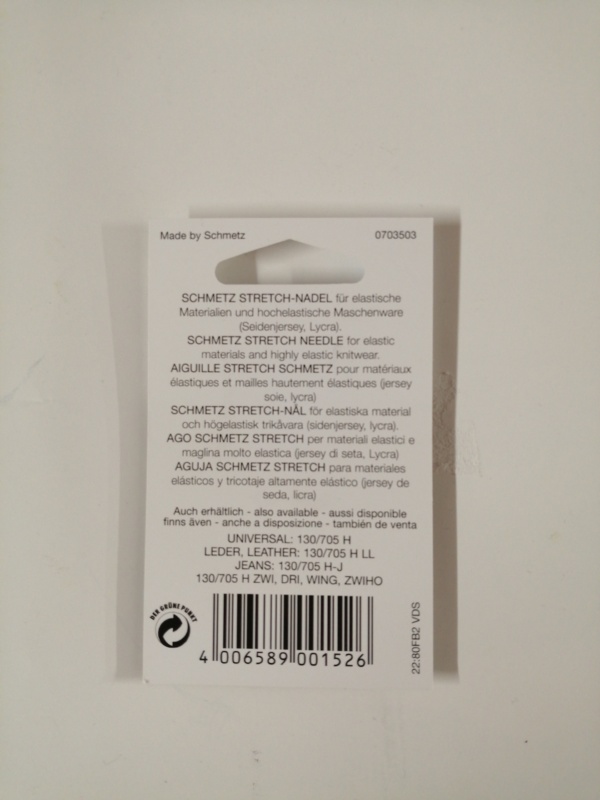 Made by Schmetz 0703503
SCHMETZ STRETCH-NADEL für elastische
Materialien und hochelastische Maschenware
(Seidenjersey, Lycra).
SCHMETZ STRETCH NEEDLE for elastic
materials and highly elastic knitwear.
AIGUILLE STRETCH SCHMETZ pour matériaux
élastiques et mailles hautement élastiques (jersey
soie, lycra)
SCHMETZ STRETCH-NÅL för elastiska material
och högelastisk trikåvara (sidenjersey, lycra).
AGO SCHMETZ STRETCH per materiali elastici e
maglina molto elastica (jersey di seta, Lycra)
AGUJA SCHMETZ STRETCH para materiales
elásticos y tricotaje altamente elástico (jersey de
seda, licra)
Auch erhältlich - also available - aussi disponible
finns även - anche a disposizione - también de venta
UNIVERSAL: 130/705 H
LEDER, LEATHER: 130/705 H LL
JEANS: 130/705 H-J
130/705 H ZWI, DRI, WING, ZWIHO
DER GRÜNE PUNKT
4 006589 001526
22:80FB2 VDS